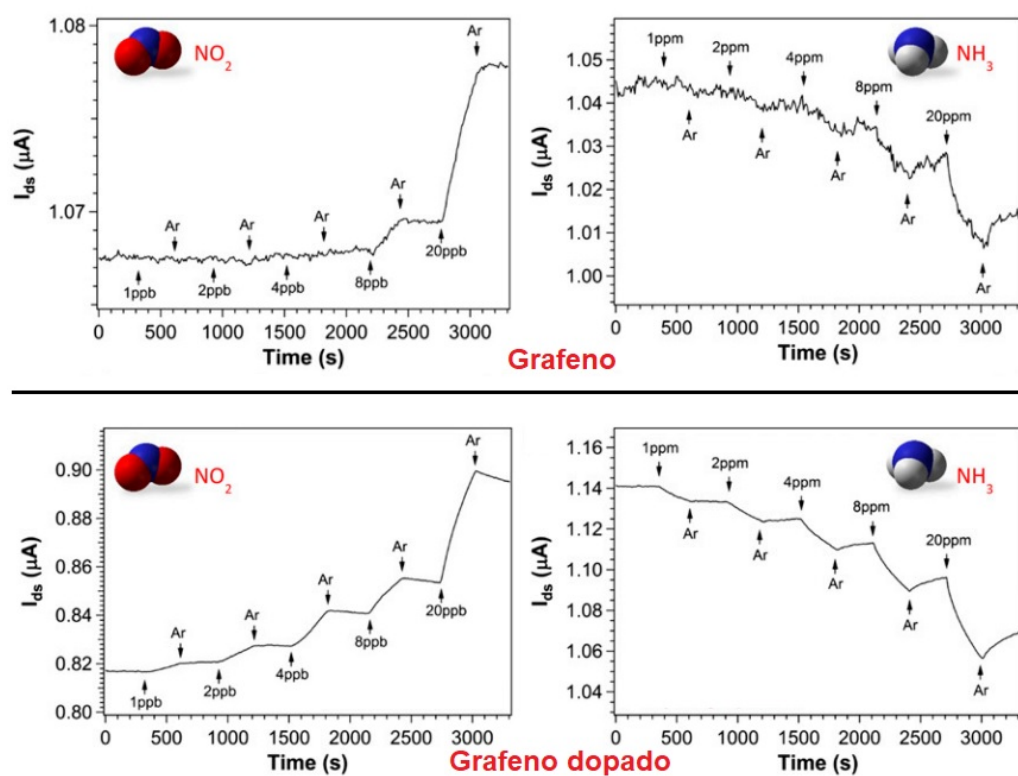 1.08
1.07
I_ds (μA)
NO₂
Ar
Ar
Ar
Ar
Ar
1ppb
2ppb
4ppb
8ppb
20ppb
0 500 1000 1500 2000 2500 3000
Time (s)
1.05
1.04
1.03
1.02
1.01
1.00
I_ds (μA)
NH₃
1ppm
2ppm
4ppm
8ppm
20ppm
Ar
Ar
Ar
Ar
Ar
0 500 1000 1500 2000 2500 3000
Time (s)
Grafeno
0.90
0.88
0.86
0.84
0.82
0.80
I_ds (μA)
NO₂
Ar
Ar
Ar
Ar
Ar
1ppb
2ppb
4ppb
8ppb
20ppb
0 500 1000 1500 2000 2500 3000
Time (s)
1.16
1.14
1.12
1.10
1.08
1.06
1.04
I_ds (μA)
NH₃
1ppm
2ppm
4ppm
8ppm
20ppm
Ar
Ar
Ar
Ar
Ar
0 500 1000 1500 2000 2500 3000
Time (s)
Grafeno dopado